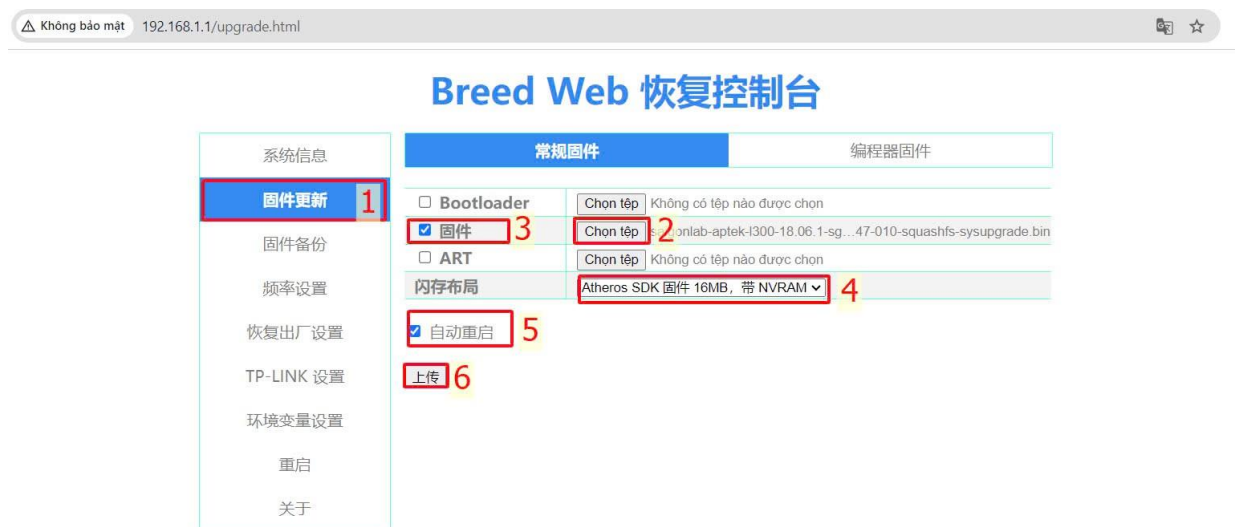 Không bảo mật 192.168.1.1/upgrade.html
Breed Web 恢复控制台
系统信息
固件更新 1
固件备份
频率设置
恢复出厂设置
TP-LINK 设置
环境变量设置
重启
关于
常规固件 编程器固件
Bootloader Chọn tệp Không có tệp nào được chọn
固件 3 Chọn tệp 2 -aptek-l300-18.06.1-sg...47-010-squashfs-sysupgrade.bin
ART Chọn tệp Không có tệp nào được chọn
闪存布局 Atheros SDK 固件 16MB，带 NVRAM 4
自动重启 5
上传 6